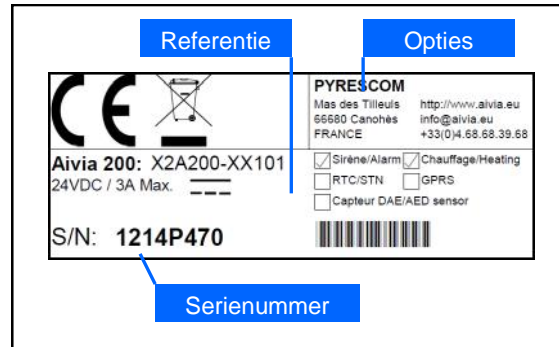 Referentie
Opties
PYRESCOM
Mas des Tilleuls http://www.aivia.eu
66680 Canohès info@aivia.eu
FRANCE +33(0)4.68.68.39.68
Aivia 200: X2A200-XX101
24VDC / 3A Max.
Sirène/Alarm Chauffage/Heating
RTC/STN GPRS
Capteur DAE/AED sensor
S/N: 1214P470
Serienummer